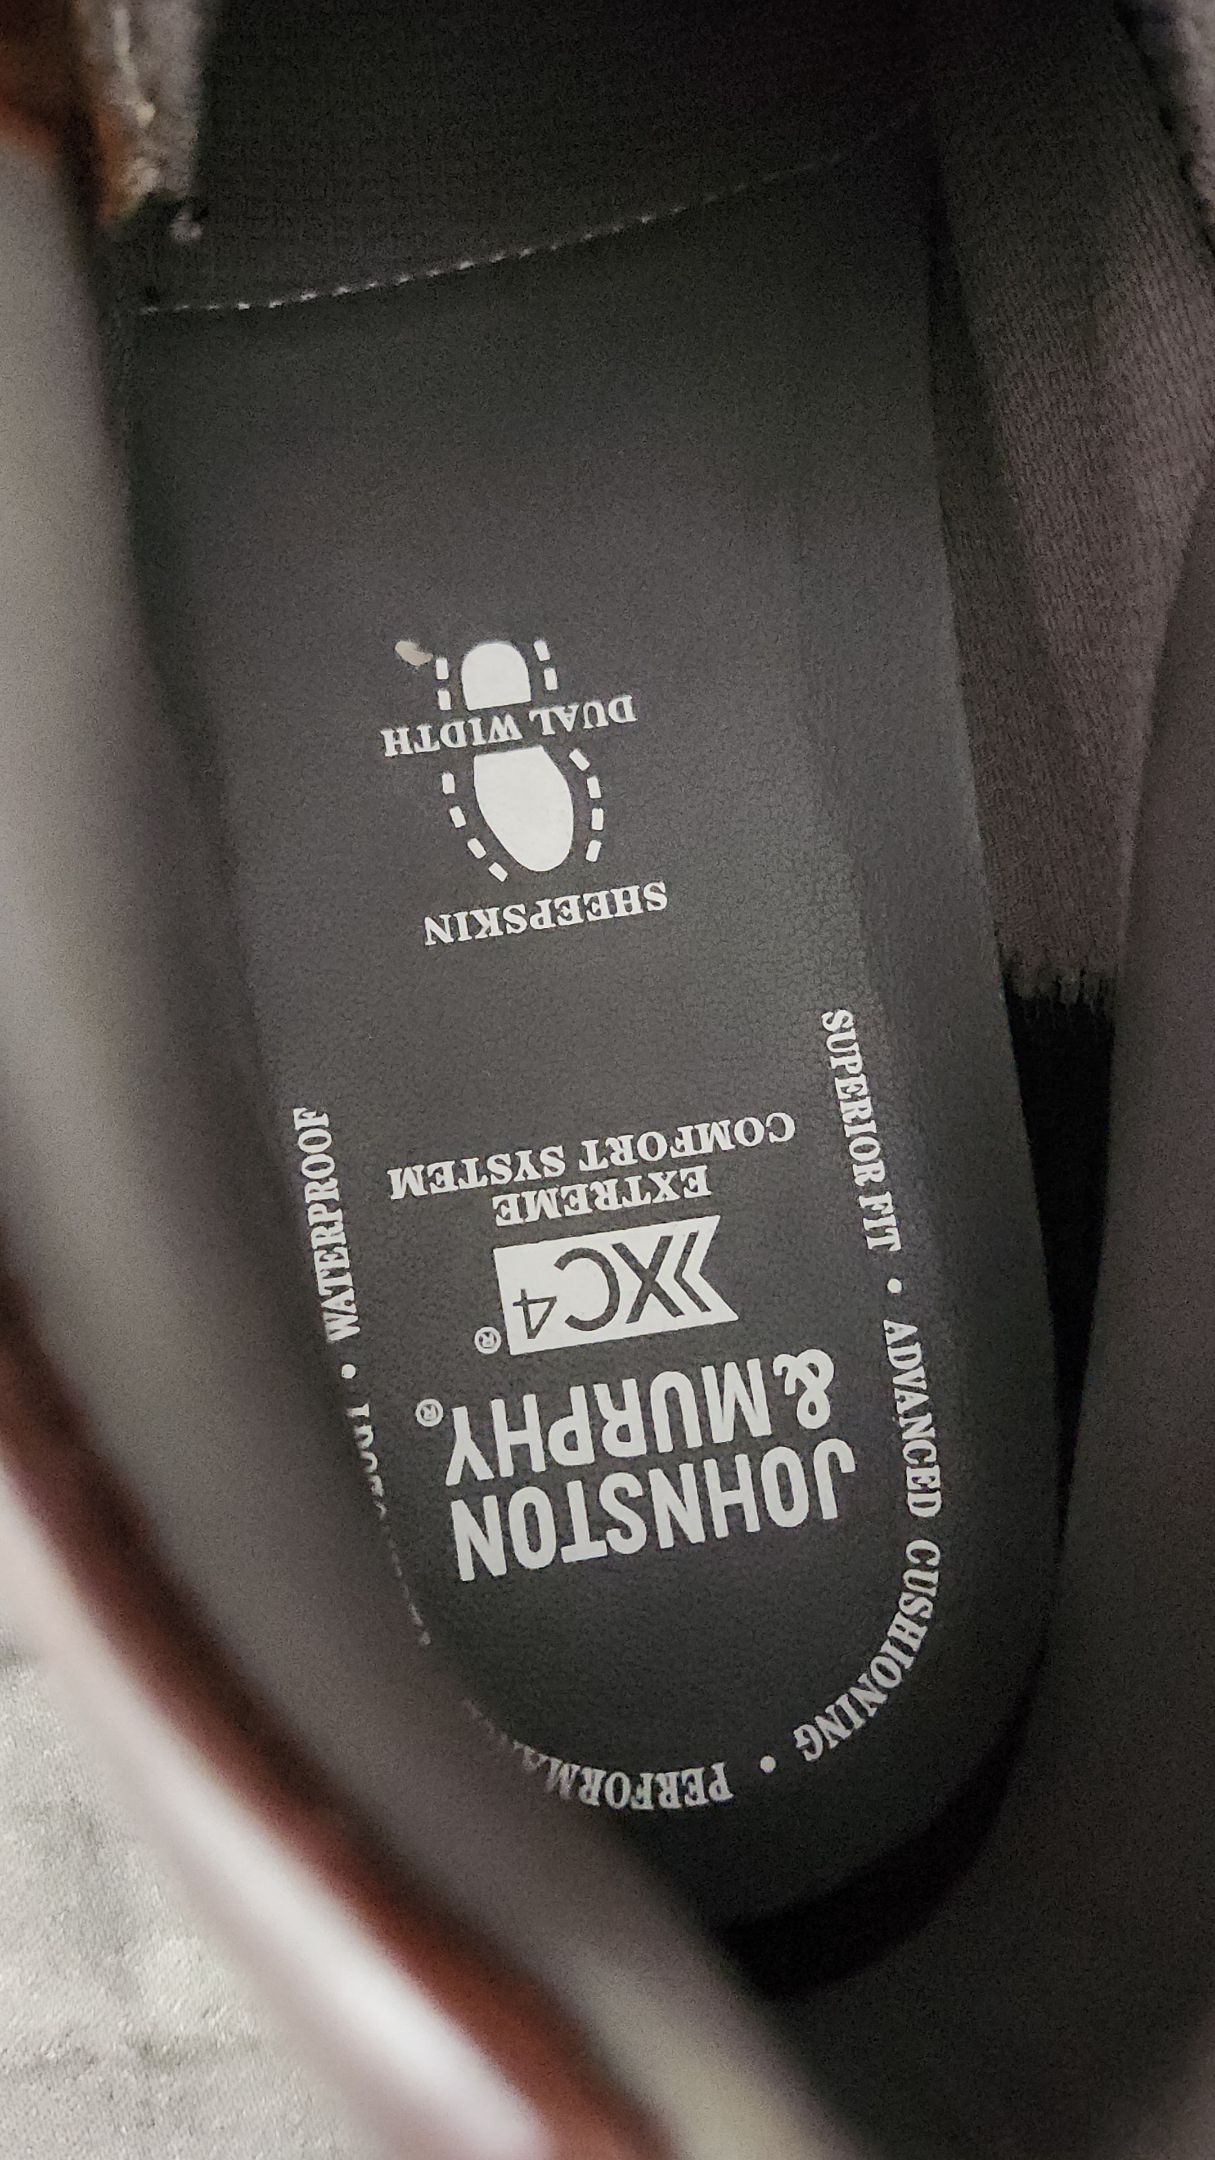 JOHNSTON
& MURPHY®
XC4®
EXTREME
COMFORT SYSTEM
SHEEPSKIN
DUAL WIDTH
SUPERIOR FIT • ADVANCED CUSHIONING •
• WATERPROOF